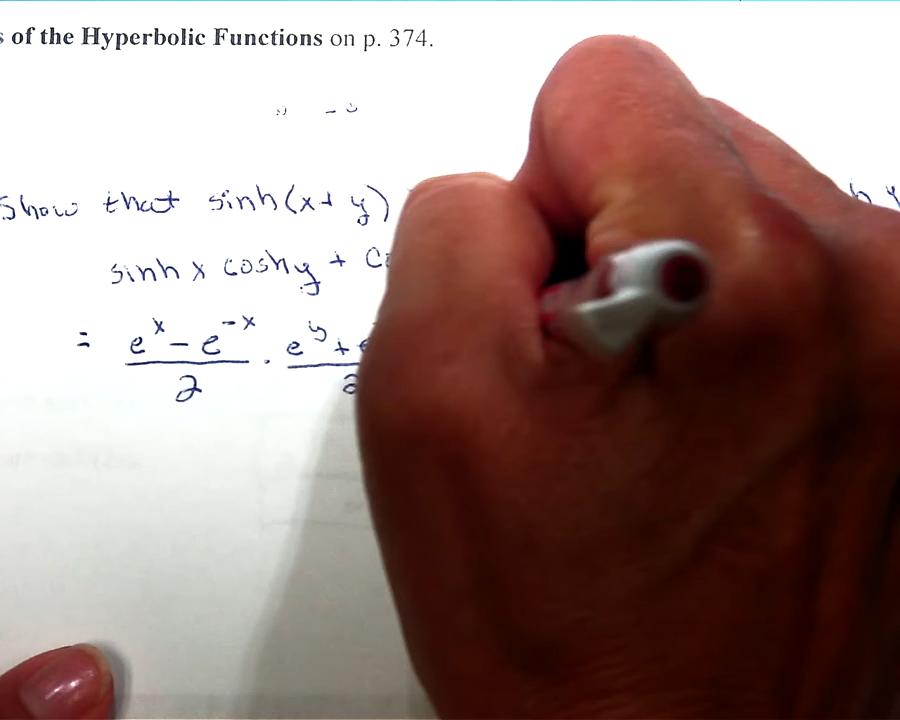 of the Hyperbolic Functions on p. 374.
Show that sinh(x+y)
sinh x cosh y +
= e^x - e^-x / 2 · e^y +